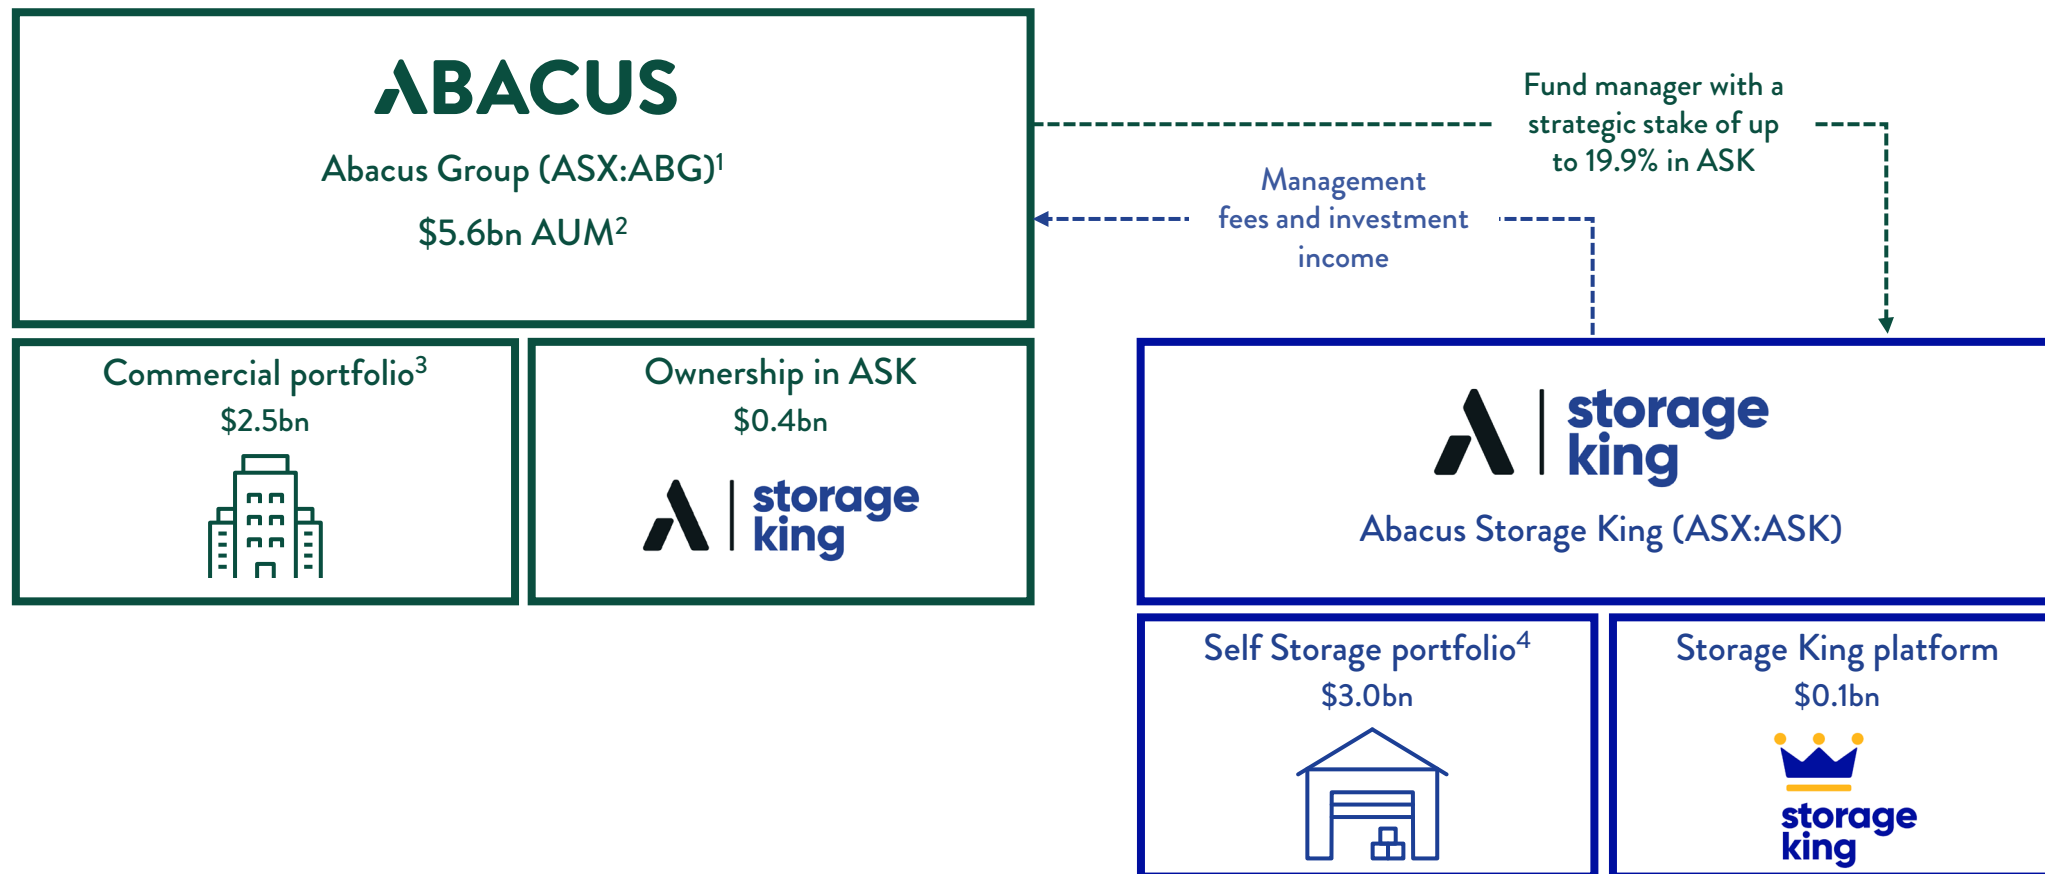 ABACUS
Abacus Group (ASX:ABG)¹
$5.6bn AUM²
Fund manager with a
strategic stake of up
to 19.9% in ASK
Management
fees and investment
income
Commercial portfolio³
$2.5bn
Ownership in ASK
$0.4bn
storage
king
storage
king
Abacus Storage King (ASX:ASK)
Self Storage portfolio⁴
$3.0bn
Storage King platform
$0.1bn
storage
king